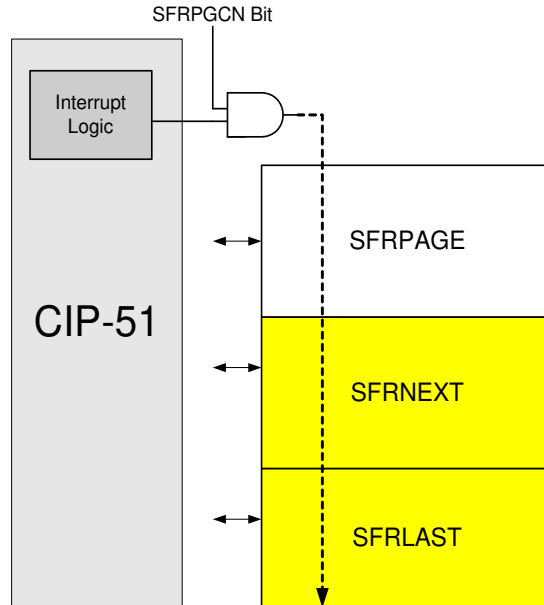 SFRPGCN Bit
Interrupt
Logic
SFRPAGE
CIP-51
SFRNEXT
SFRLAST